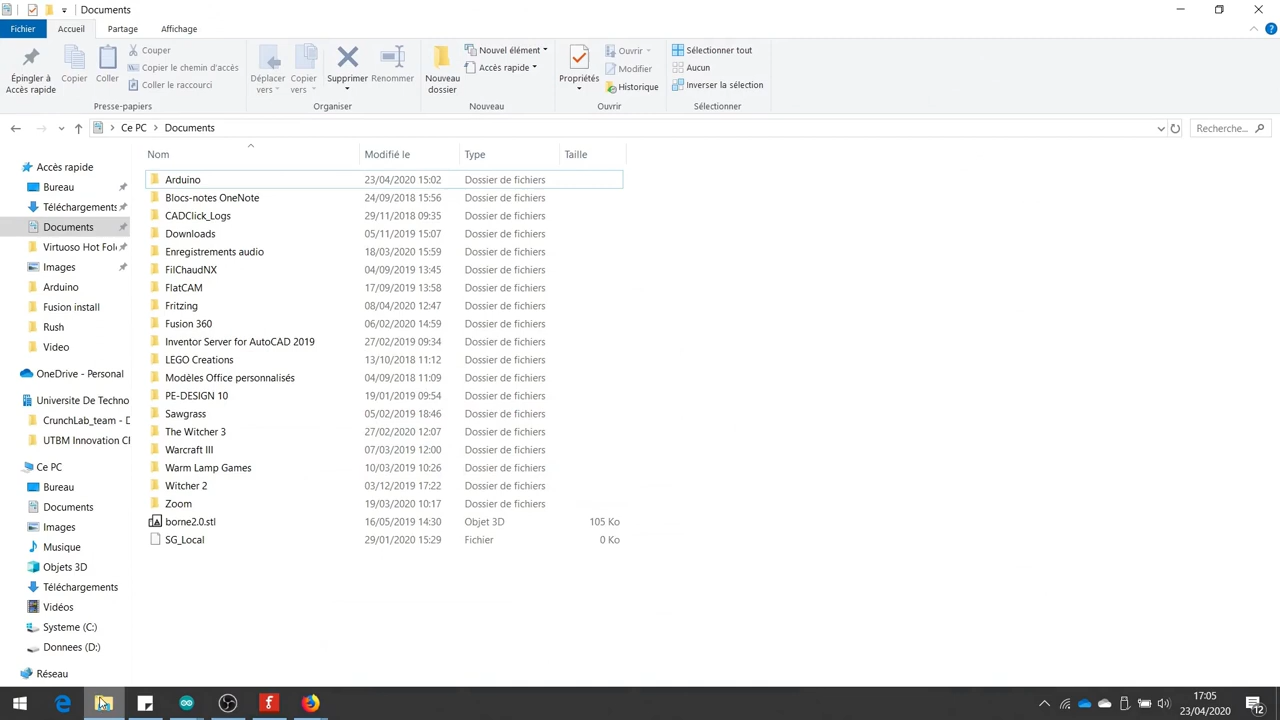 Documents
Fichier Accueil Partage Affichage
Épingler à Accès rapide
Copier
Coller
Couper
Copier le chemin d'accès
Coller le raccourci
Presse-papiers
Déplacer vers
Copier vers
Supprimer
Renommer
Organiser
Nouveau dossier
Nouvel élément
Accès rapide
Nouveau
Propriétés
Ouvrir
Modifier
Historique
Ouvrir
Sélectionner tout
Aucun
Inverser la sélection
Sélectionner
Ce PC > Documents
Recherche...
Accès rapide
Bureau
Téléchargements
Documents
Virtuoso Hot Fol
Images
Arduino
Fusion install
Rush
Video
OneDrive - Personal
Universite De Techno
CrunchLab_team - D
UTBM Innovation C
Ce PC
Bureau
Documents
Images
Musique
Objets 3D
Téléchargements
Vidéos
Systeme (C:)
Donnees (D:)
Réseau
Nom Modifié le Type Taille
Arduino 23/04/2020 15:02 Dossier de fichiers
Blocs-notes OneNote 24/09/2018 15:56 Dossier de fichiers
CADClick_Logs 29/11/2018 09:35 Dossier de fichiers
Downloads 05/11/2019 15:07 Dossier de fichiers
Enregistrements audio 18/03/2020 15:59 Dossier de fichiers
FilChaudNX 04/09/2019 13:45 Dossier de fichiers
FlatCAM 17/09/2019 13:58 Dossier de fichiers
Fritzing 08/04/2020 12:47 Dossier de fichiers
Fusion 360 06/02/2020 14:59 Dossier de fichiers
Inventor Server for AutoCAD 2019 27/02/2019 09:34 Dossier de fichiers
LEGO Creations 13/10/2018 11:12 Dossier de fichiers
Modèles Office personnalisés 04/09/2018 11:09 Dossier de fichiers
PE-DESIGN 10 19/01/2019 09:54 Dossier de fichiers
Sawgrass 05/02/2019 18:46 Dossier de fichiers
The Witcher 3 27/02/2020 12:07 Dossier de fichiers
Warcraft III 07/03/2019 12:00 Dossier de fichiers
Warm Lamp Games 10/03/2019 10:26 Dossier de fichiers
Witcher 2 03/12/2019 17:22 Dossier de fichiers
Zoom 19/03/2020 10:17 Dossier de fichiers
borne2.0.stl 16/05/2019 14:30 Objet 3D 105 Ko
SG_Local 29/01/2020 15:29 Fichier 0 Ko
17:05
23/04/2020
12